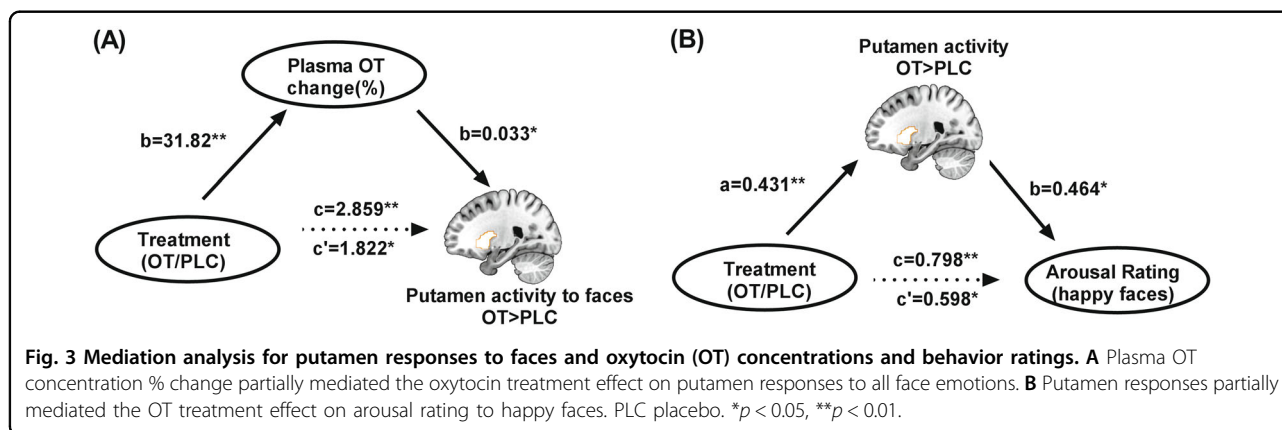 (A)
Plasma OT
change(%)
b=31.82**
b=0.033*
c=2.859**
c'=1.822*
Treatment
(OT/PLC)
Putamen activity to faces
OT>PLC
(B)
Putamen activity
OT>PLC
a=0.431**
b=0.464*
c=0.798**
c'=0.598*
Treatment
(OT/PLC)
Arousal Rating
(happy faces)
Fig. 3 Mediation analysis for putamen responses to faces and oxytocin (OT) concentrations and behavior ratings. A Plasma OT
concentration % change partially mediated the oxytocin treatment effect on putamen responses to all face emotions. B Putamen responses partially
mediated the OT treatment effect on arousal rating to happy faces. PLC placebo. *p < 0.05, **p < 0.01.